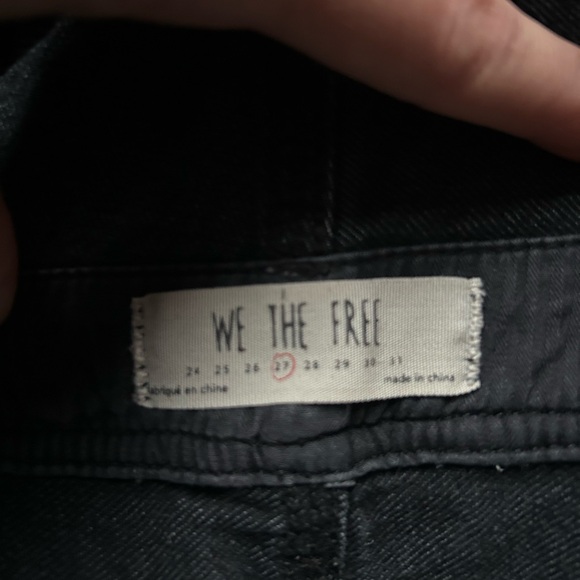 WE THE FREE
24 25 26 27 28 29 30 31
fabriqué en chine made in china